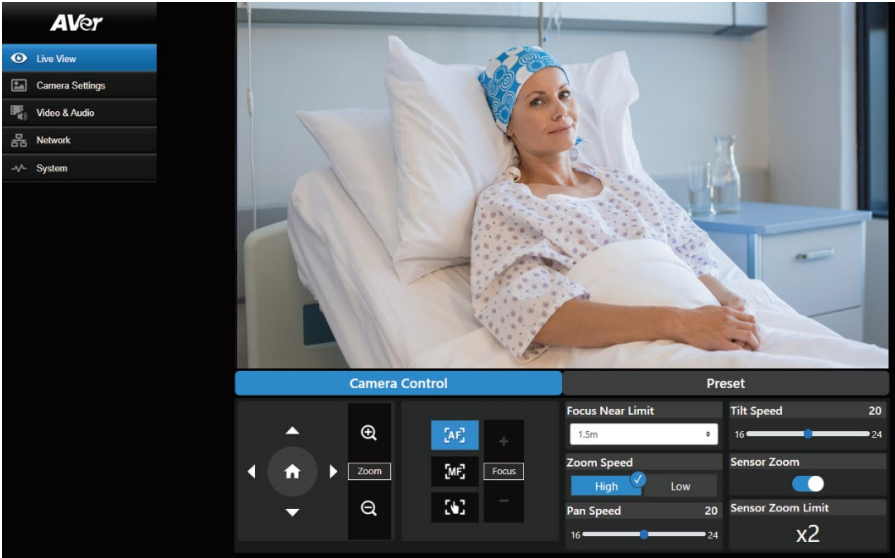 AVer
Live View
Camera Settings
Video & Audio
Network
System
Camera Control
Preset
Zoom
AF
MF
+
Focus
−
Focus Near Limit
1.5m
Zoom Speed
High
Low
Pan Speed 20
16 24
Tilt Speed 20
16 24
Sensor Zoom
Sensor Zoom Limit
x2